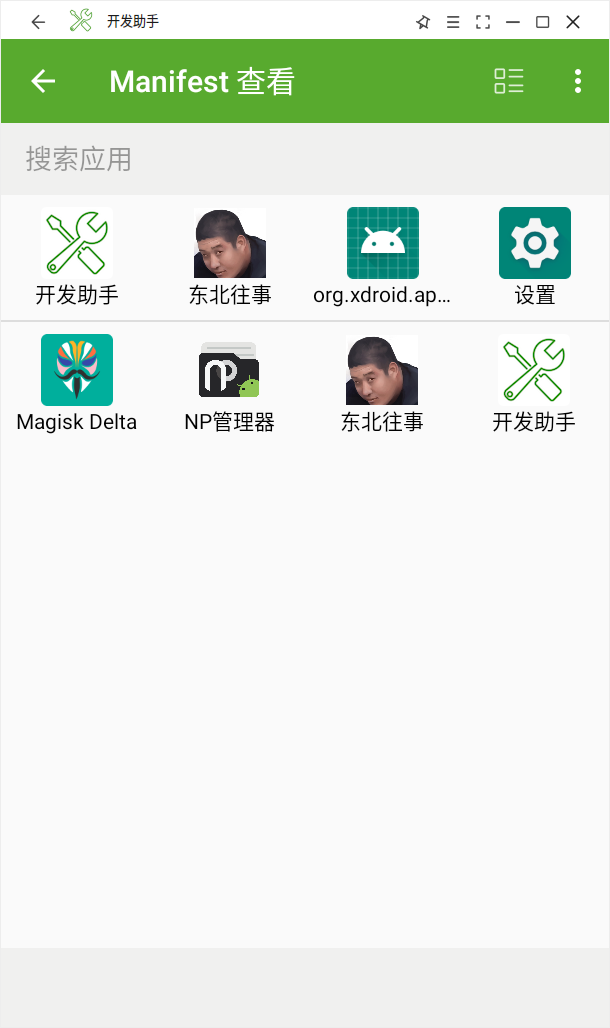 开发助手
Manifest 查看
搜索应用
开发助手 东北往事 org.xdroid.ap… 设置
Magisk Delta NP管理器 东北往事 开发助手